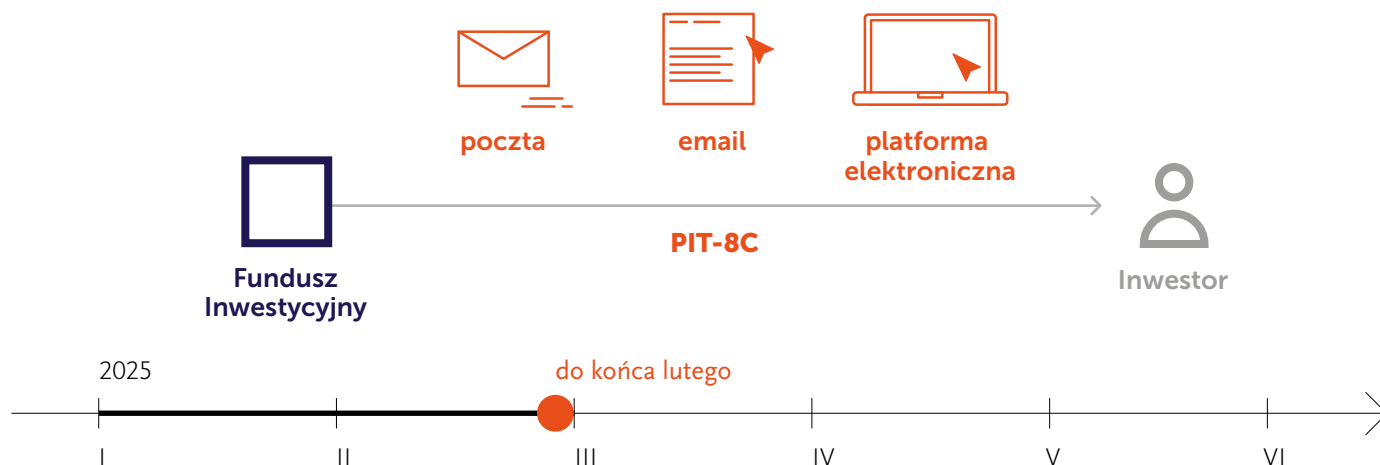 poczta
email
platforma
elektroniczna
PIT-8C
Fundusz
Inwestycyjny
Inwestor
2025
do końca lutego
I
II
III
IV
V
VI